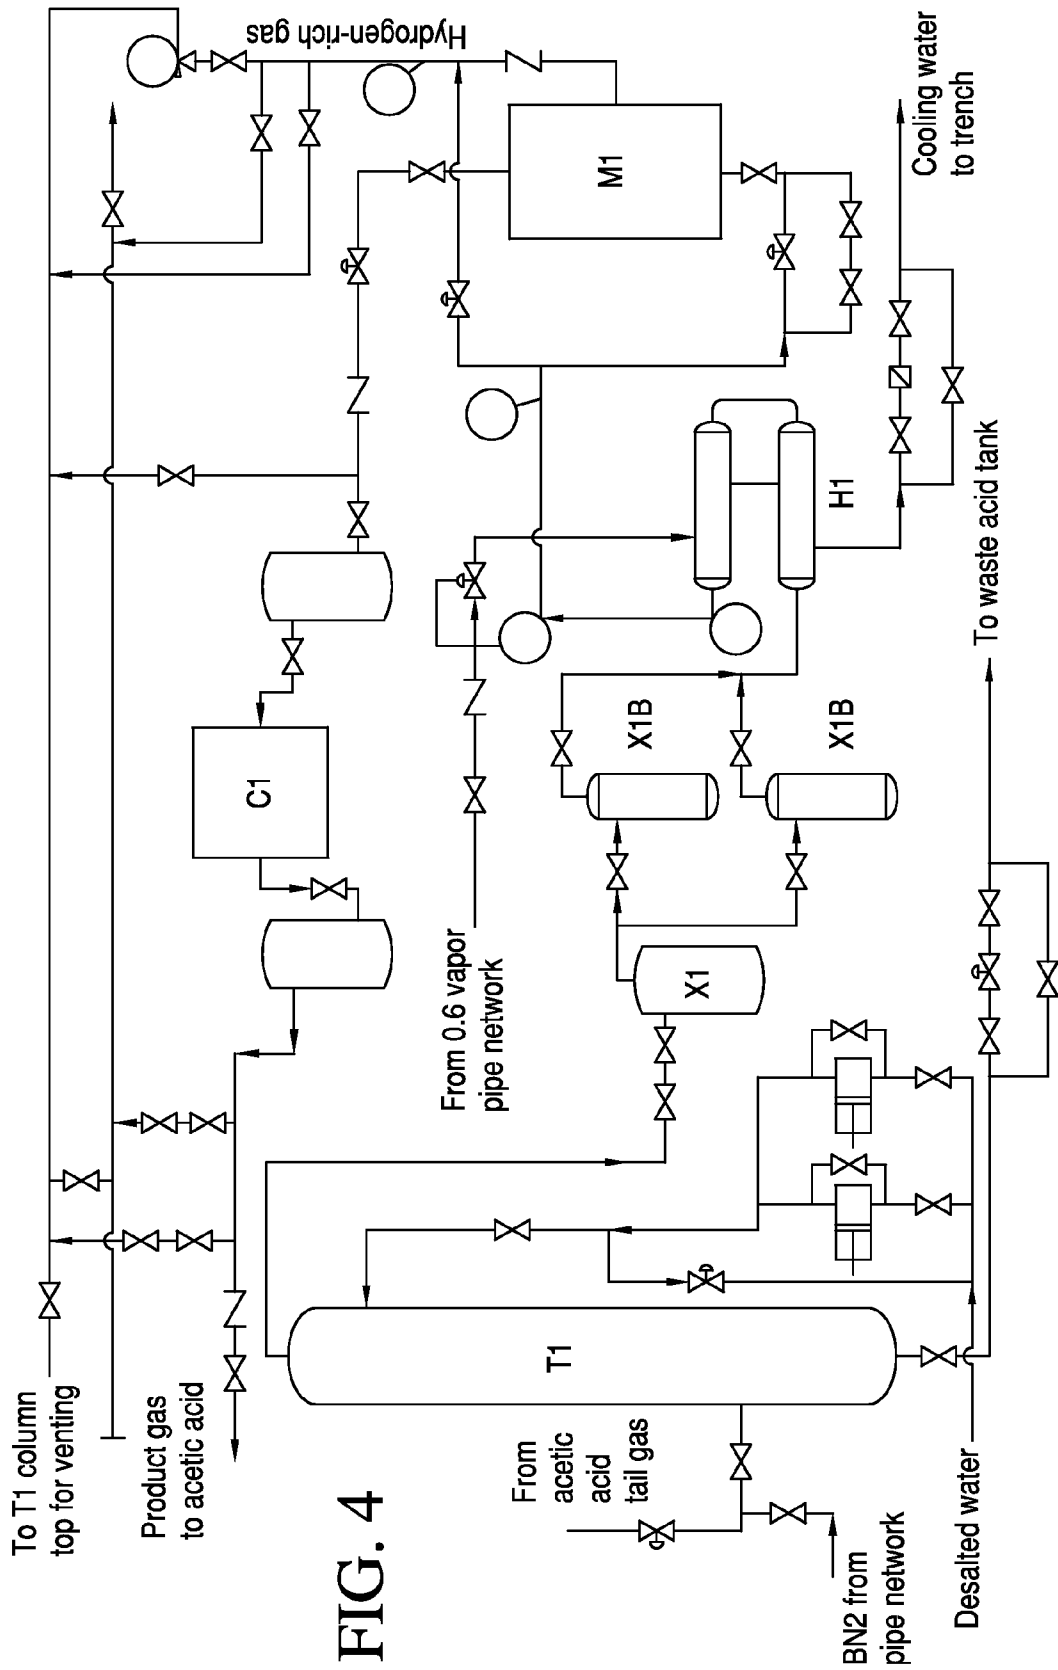 To T1 column
top for venting
Product gas
to acetic acid
Hydrogen-rich gas
C1
M1
Cooling water
to trench
From 0.6 vapor
pipe network
H1
X1B
X1B
X1
To waste acid tank
T1
From
acetic
acid
tail gas
BN2 from
pipe network
Desalted water
FIG. 4